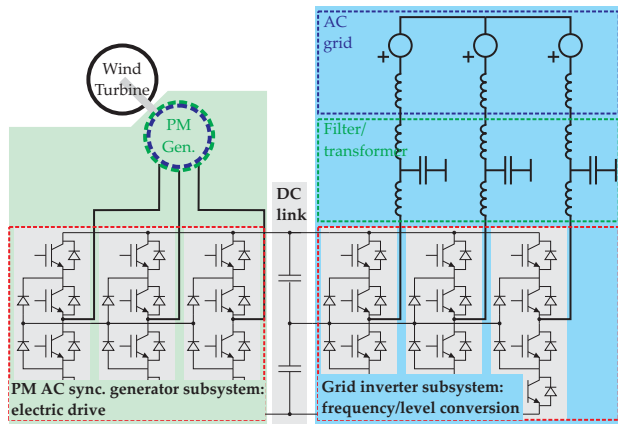 AC
grid
Wind
Turbine
PM
Gen.
Filter/
transformer
DC
link
PM AC sync. generator subsystem:
electric drive
Grid inverter subsystem:
frequency/level conversion
+
+
+